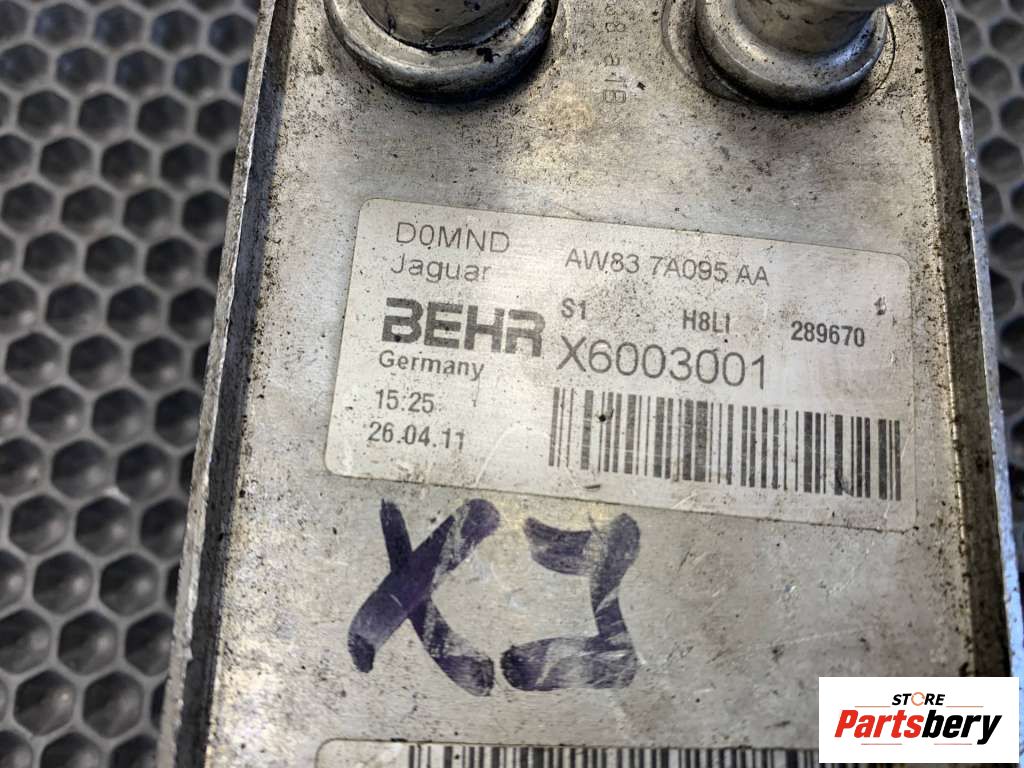 D0MND AW83 7A095 AA
Jaguar
BEHR S1 H8LI 289670
Germany X6003001
15:25
26.04.11
XJ
STORE
Partsbery